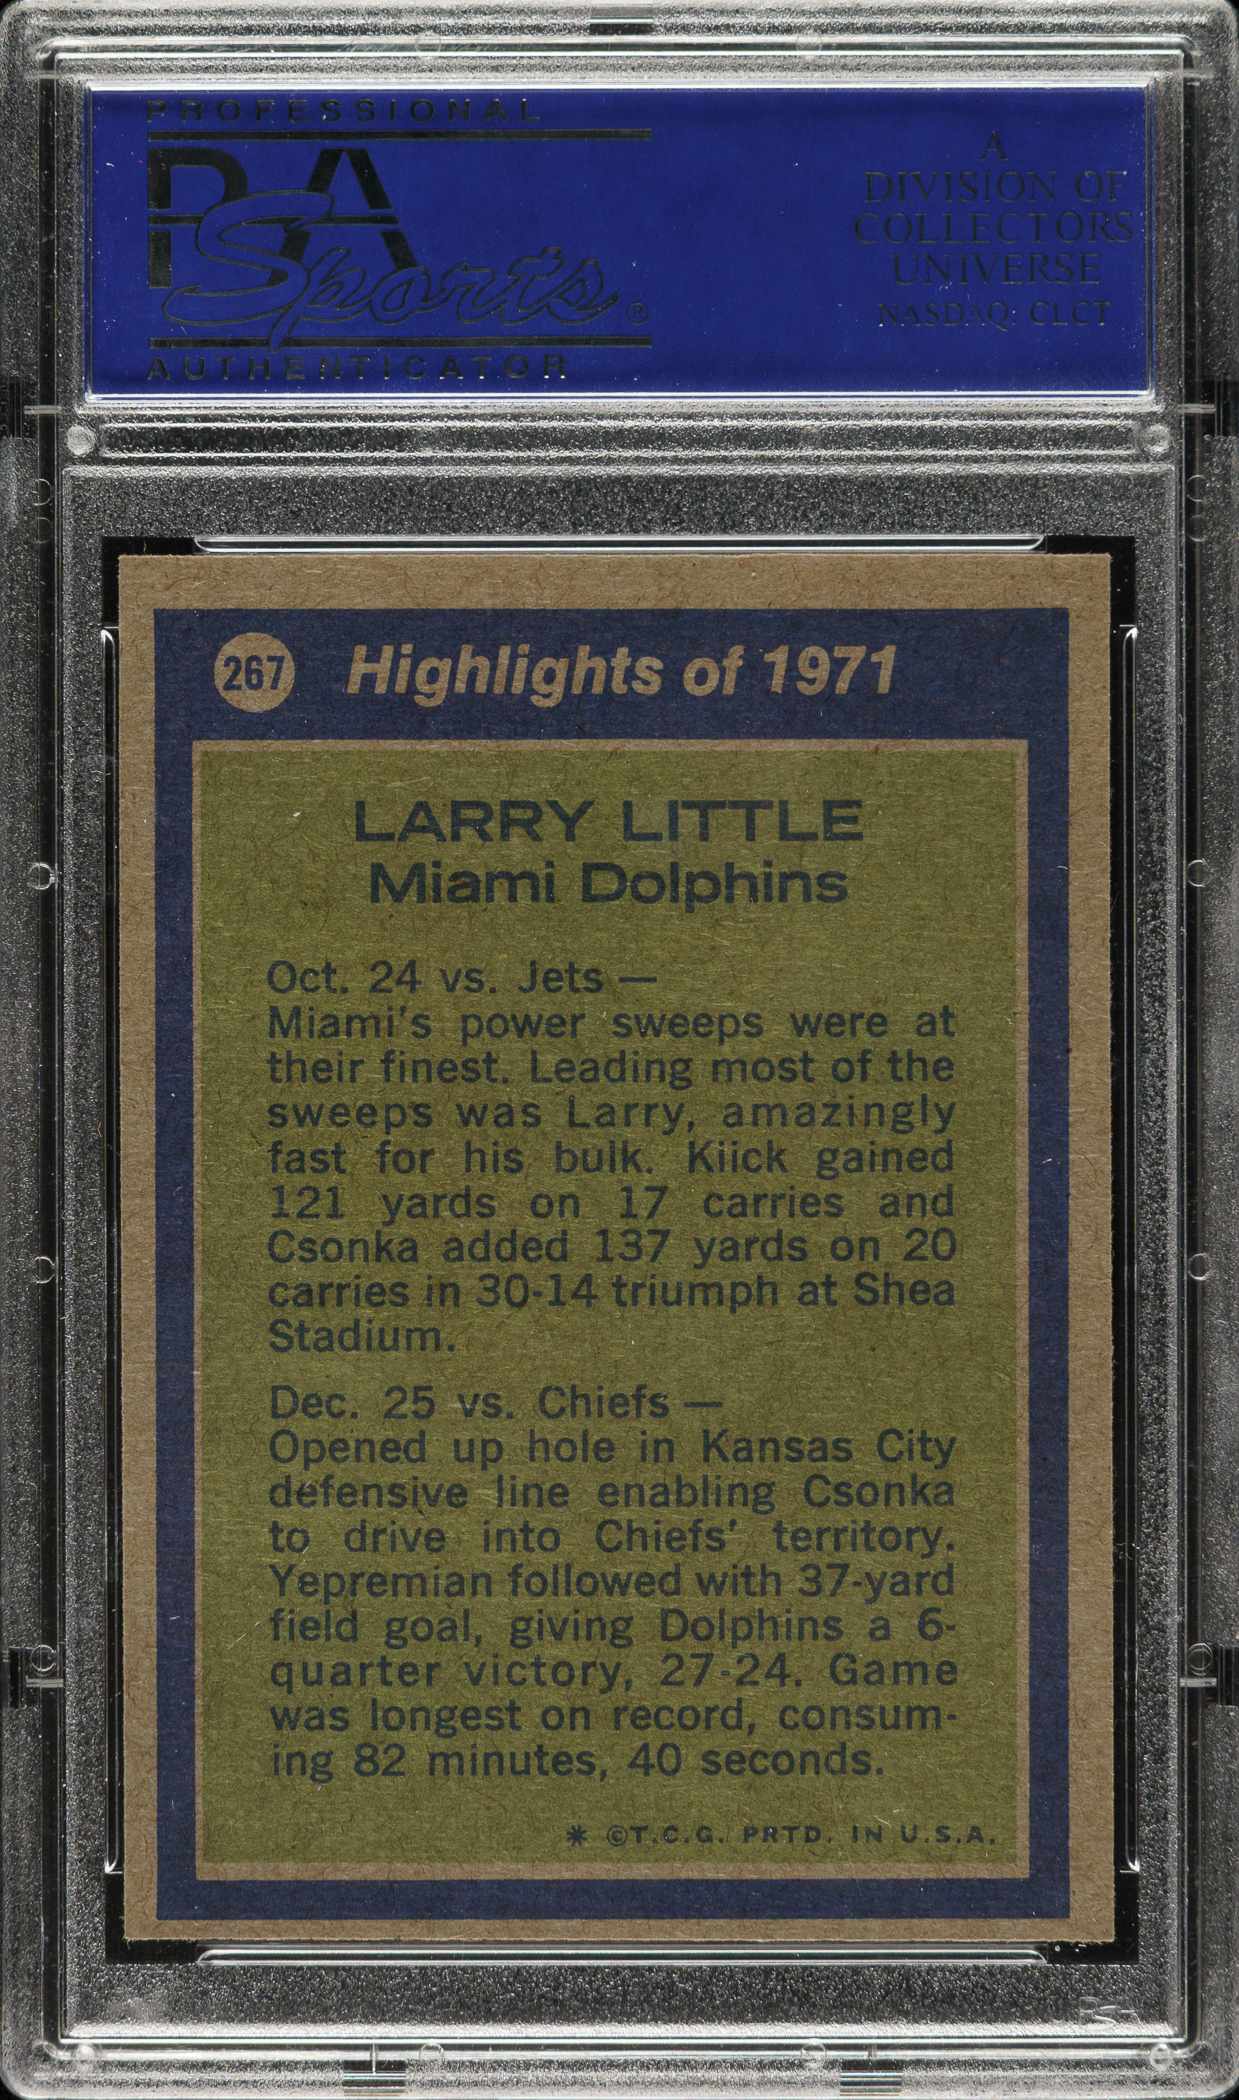 PROFESSIONAL
PSA
Sports ®
AUTHENTICATOR
A
DIVISION OF
COLLECTORS
UNIVERSE
NASDAQ: CLCT
267 Highlights of 1971
LARRY LITTLE
Miami Dolphins
Oct. 24 vs. Jets —
Miami's power sweeps were at
their finest. Leading most of the
sweeps was Larry, amazingly
fast for his bulk. Kiick gained
121 yards on 17 carries and
Csonka added 137 yards on 20
carries in 30-14 triumph at Shea
Stadium.
Dec. 25 vs. Chiefs —
Opened up hole in Kansas City
defensive line enabling Csonka
to drive into Chiefs' territory.
Yepremian followed with 37-yard
field goal, giving Dolphins a 6-
quarter victory, 27-24. Game
was longest on record, consum-
ing 82 minutes, 40 seconds.
* ©T.C.G. PRTD. IN U.S.A.